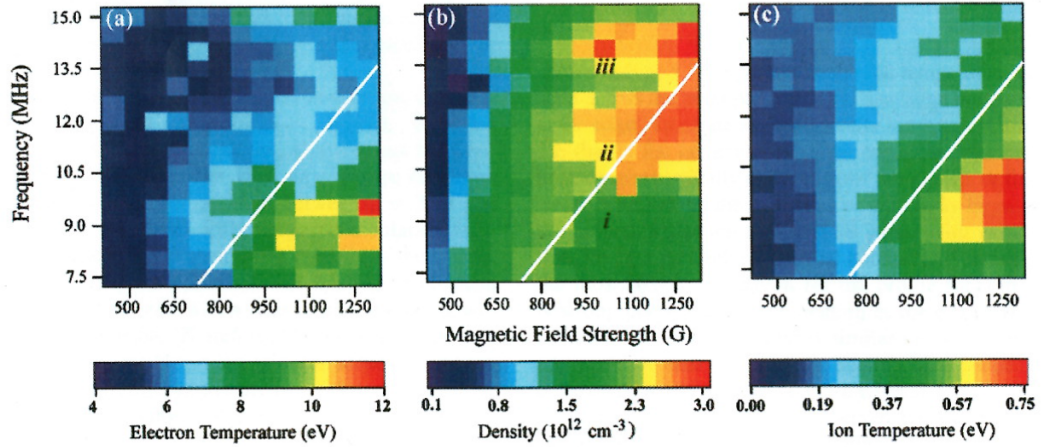 (a) (b) (c)
Frequency (MHz)
15.0
13.5
12.0
10.5
9.0
7.5
iii
ii
i
500 650 800 950 1100 1250
500 650 800 950 1100 1250
500 650 800 950 1100 1250
Magnetic Field Strength (G)
4 6 8 10 12
0.1 0.8 1.5 2.3 3.0
0.00 0.19 0.37 0.57 0.75
Electron Temperature (eV)
Density (10¹² cm⁻³)
Ion Temperature (eV)